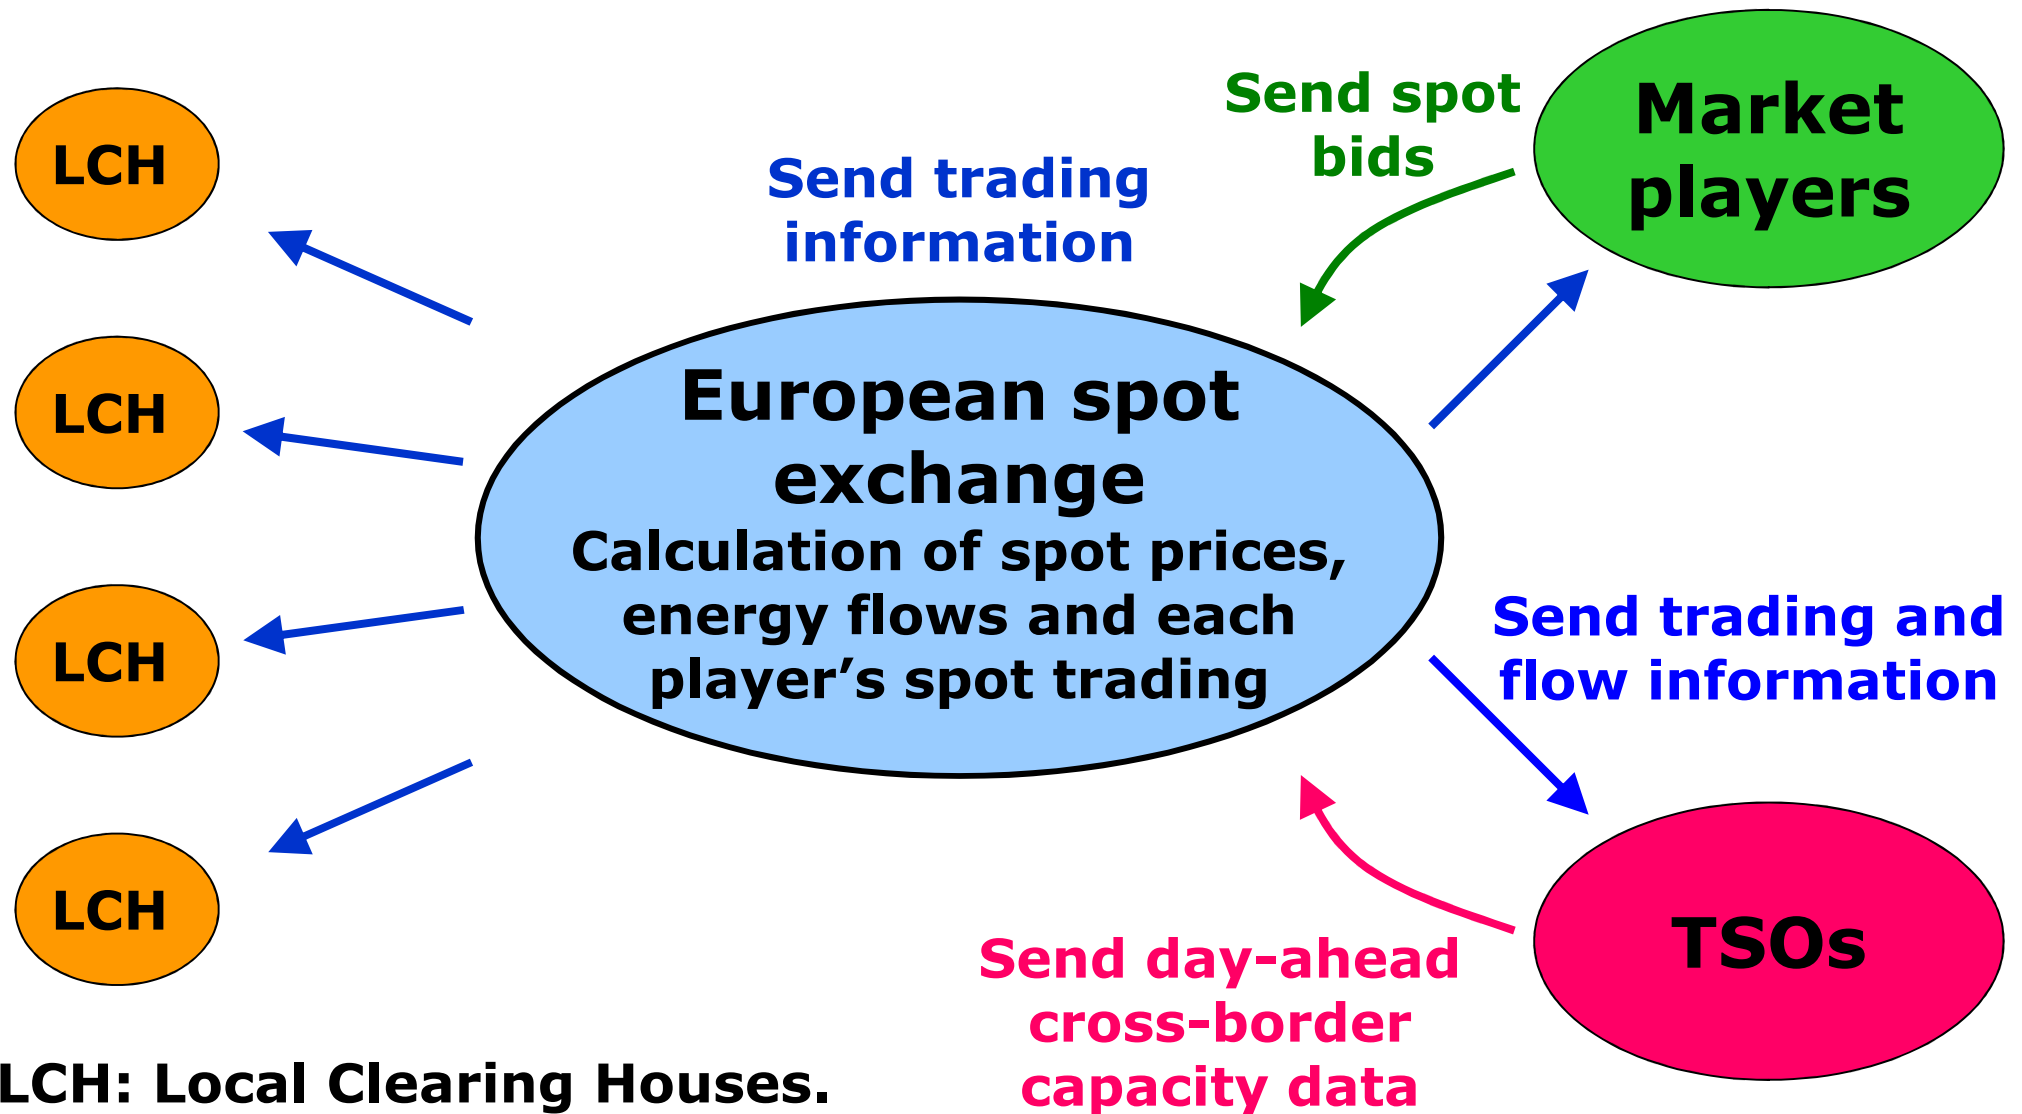 Send spot
bids
Market
players
Send trading
information
LCH
LCH
LCH
LCH
European spot
exchange
Calculation of spot prices,
energy flows and each
player’s spot trading
Send trading and
flow information
TSOs
Send day-ahead
cross-border
capacity data
LCH: Local Clearing Houses.